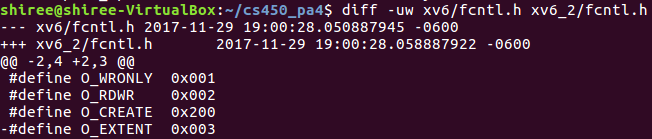 shiree@shiree-VirtualBox:~/cs450_pa4$ diff -uw xv6/fcntl.h xv6_2/fcntl.h
--- xv6/fcntl.h 2017-11-29 19:00:28.050887945 -0600
+++ xv6_2/fcntl.h       2017-11-29 19:00:28.058887922 -0600
@@ -2,4 +2,3 @@
 #define O_WRONLY  0x001
 #define O_RDWR    0x002
 #define O_CREATE  0x200
-#define O_EXTENT  0x003